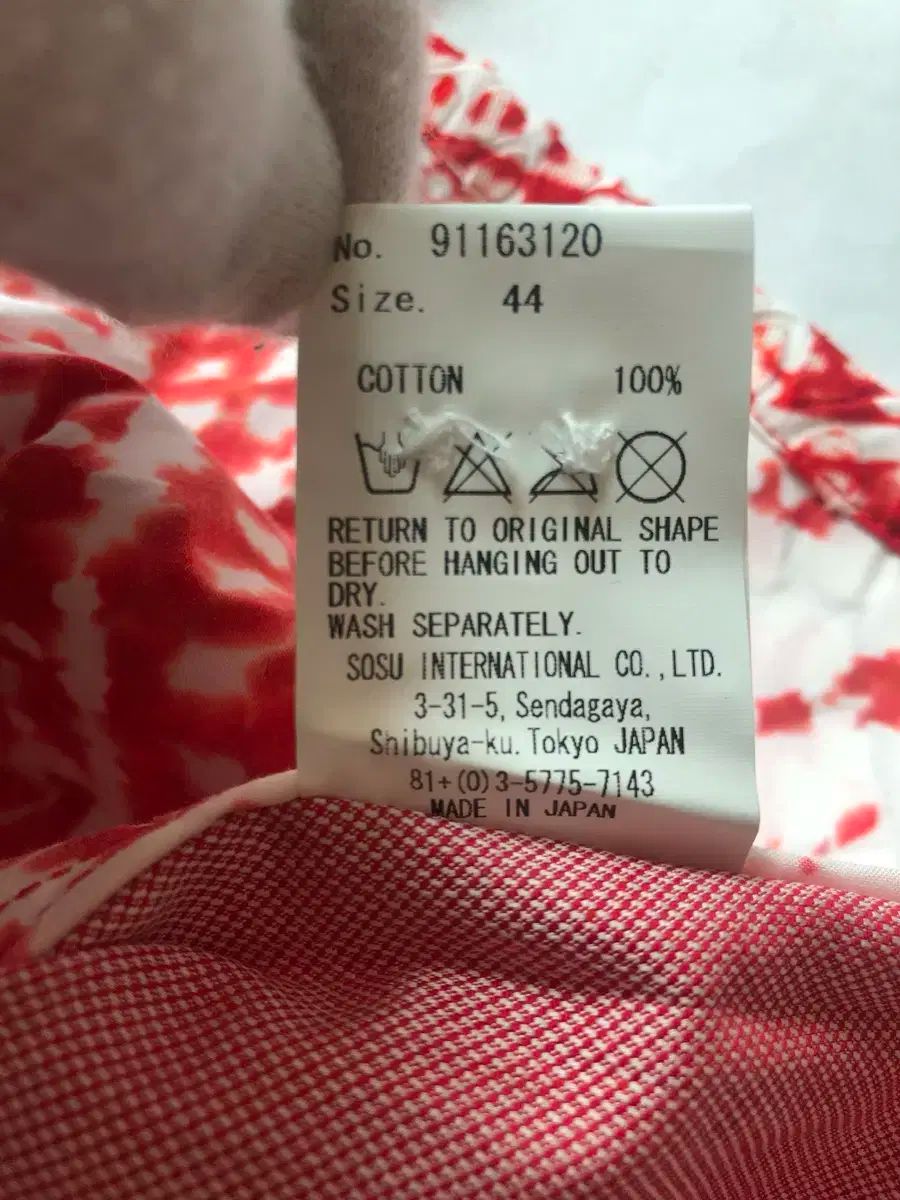 No. 91163120
Size. 44
COTTON 100%
RETURN TO ORIGINAL SHAPE
BEFORE HANGING OUT TO
DRY.
WASH SEPARATELY.
SOSU INTERNATIONAL CO.,LTD.
3-31-5, Sendagaya,
Shibuya-ku. Tokyo JAPAN
81+(0)3-5775-7143
MADE IN JAPAN